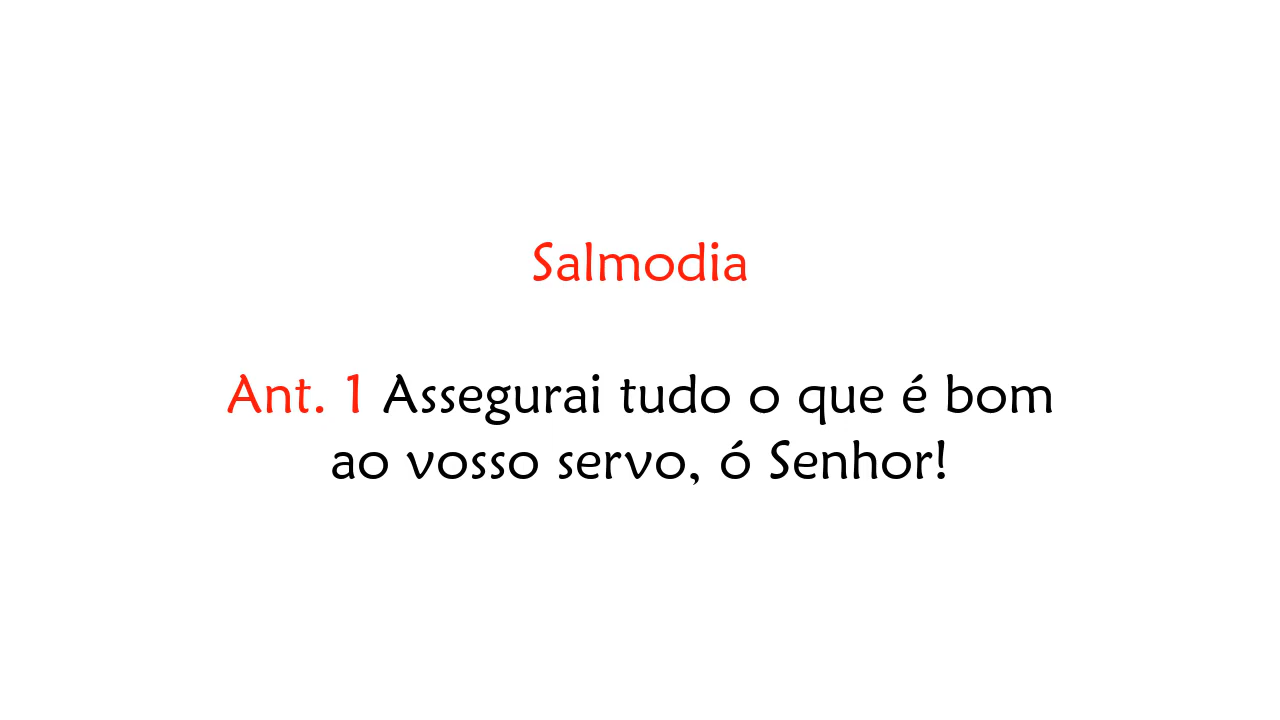 Salmodia
Ant. 1 Assegurai tudo o que é bom
ao vosso servo, ó Senhor!